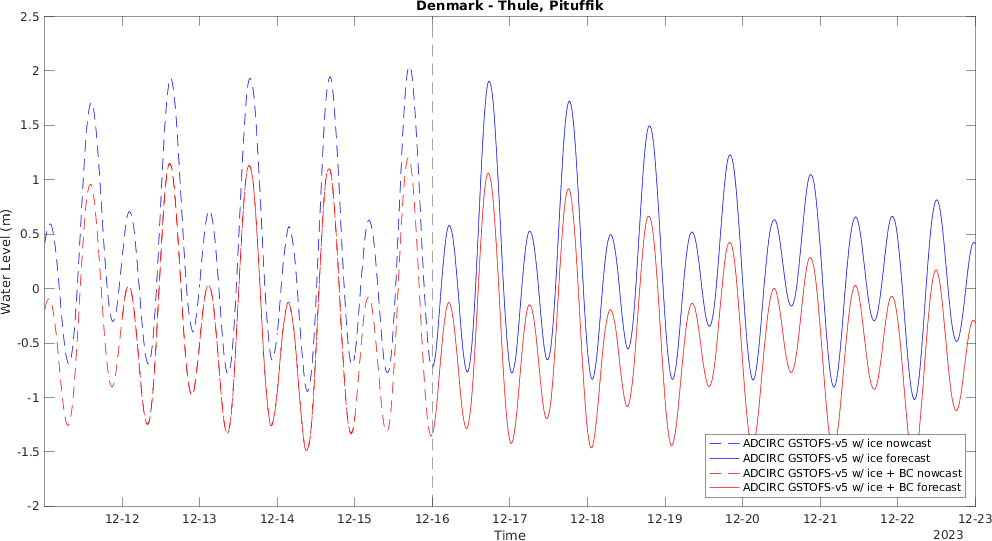 Denmark - Thule, Pituffik
2.5
2
1.5
1
0.5
0
-0.5
-1
-1.5
-2
Water Level (m)
ADCIRC GSTOFS-v5 w/ ice nowcast
ADCIRC GSTOFS-v5 w/ ice forecast
ADCIRC GSTOFS-v5 w/ ice + BC nowcast
ADCIRC GSTOFS-v5 w/ ice + BC forecast
12-12 12-13 12-14 12-15 12-16 12-17 12-18 12-19 12-20 12-21 12-22 12-23
Time
2023